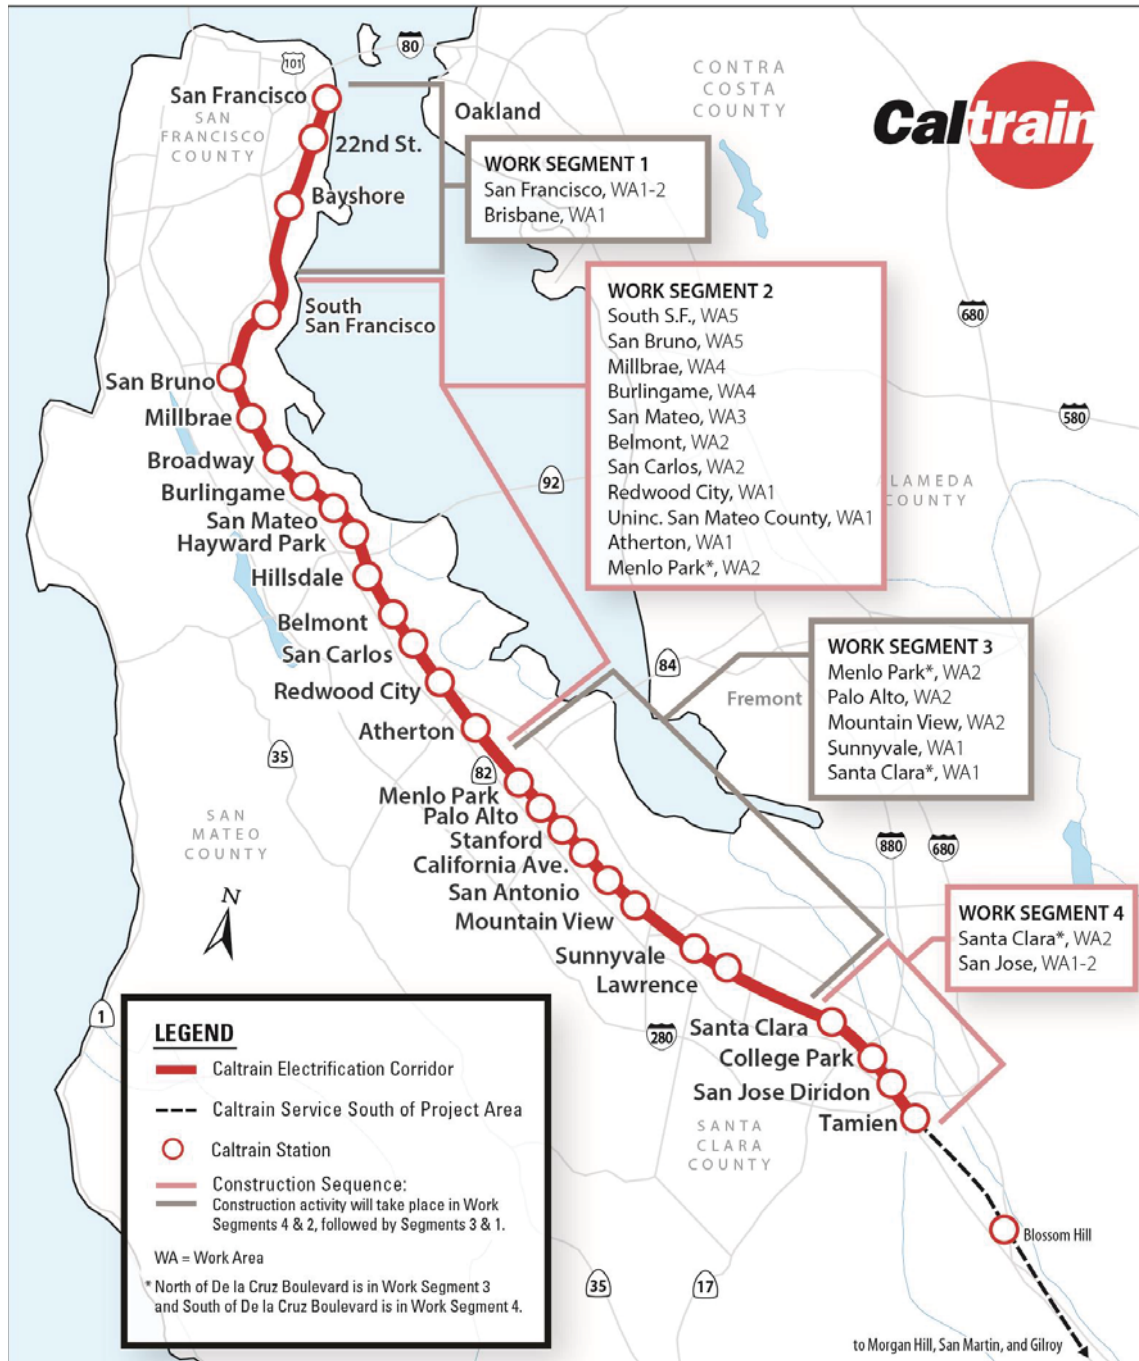 80
101
CONTRA
COSTA
COUNTY
Caltrain
San Francisco
SAN
FRANCISCO
COUNTY
Oakland
22nd St.
WORK SEGMENT 1
San Francisco, WA1-2
Brisbane, WA1
Bayshore
WORK SEGMENT 2
South S.F., WA5
San Bruno, WA5
Millbrae, WA4
Burlingame, WA4
San Mateo, WA3
Belmont, WA2
San Carlos, WA2
Redwood City, WA1
Uninc. San Mateo County, WA1
Atherton, WA1
Menlo Park*, WA2
680
South
San Francisco
San Bruno
Millbrae
580
Broadway
92
ALAMEDA
COUNTY
Burlingame
San Mateo
Hayward Park
Hillsdale
Belmont
San Carlos
WORK SEGMENT 3
Menlo Park*, WA2
Palo Alto, WA2
Mountain View, WA2
Sunnyvale, WA1
Santa Clara*, WA1
84
Redwood City
Fremont
Atherton
35
82
Menlo Park
Palo Alto
SAN
MATEO
COUNTY
Stanford
880
680
California Ave.
San Antonio
Mountain View
N
WORK SEGMENT 4
Santa Clara*, WA2
San Jose, WA1-2
Sunnyvale
Lawrence
1
280
Santa Clara
College Park
San Jose Diridon
Tamien
SANTA
CLARA
COUNTY
LEGEND
Caltrain Electrification Corridor
Caltrain Service South of Project Area
Caltrain Station
Construction Sequence:
Construction activity will take place in Work
Segments 4 & 2, followed by Segments 3 & 1.
WA = Work Area
* North of De la Cruz Boulevard is in Work Segment 3
and South of De la Cruz Boulevard is in Work Segment 4.
Blossom Hill
35
17
to Morgan Hill, San Martin, and Gilroy